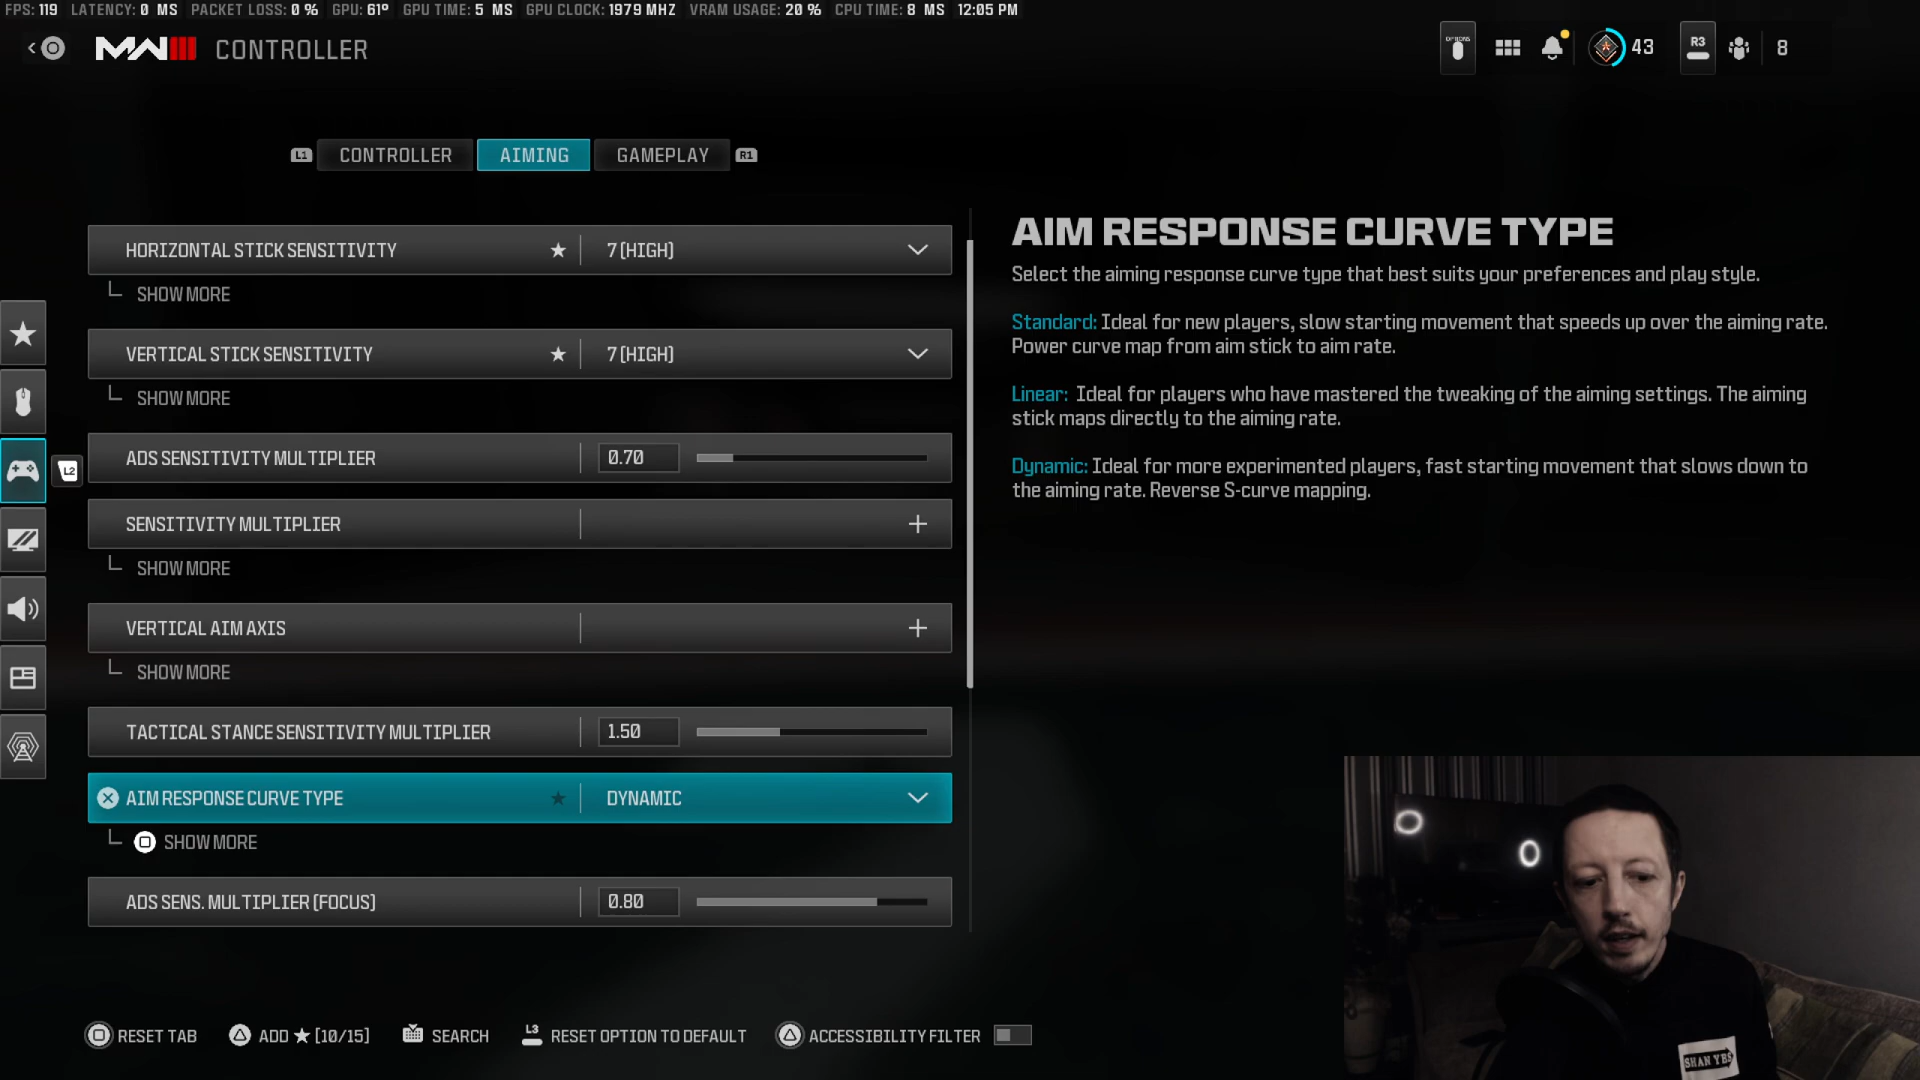 FPS: 119 LATENCY: 0 MS PACKET LOSS: 0 % GPU: 61° GPU TIME: 5 MS GPU CLOCK: 1979 MHZ VRAM USAGE: 20 % CPU TIME: 8 MS 12:05 PM
MWIII CONTROLLER
OPTIONS
43
R3
8
L1 CONTROLLER AIMING GAMEPLAY R1
HORIZONTAL STICK SENSITIVITY 7 (HIGH)
SHOW MORE
VERTICAL STICK SENSITIVITY 7 (HIGH)
SHOW MORE
L2
ADS SENSITIVITY MULTIPLIER 0.70
SENSITIVITY MULTIPLIER
SHOW MORE
VERTICAL AIM AXIS
SHOW MORE
TACTICAL STANCE SENSITIVITY MULTIPLIER 1.50
AIM RESPONSE CURVE TYPE DYNAMIC
SHOW MORE
ADS SENS. MULTIPLIER (FOCUS) 0.80
AIM RESPONSE CURVE TYPE
Select the aiming response curve type that best suits your preferences and play style.
Standard: Ideal for new players, slow starting movement that speeds up over the aiming rate.
Power curve map from aim stick to aim rate.
Linear: Ideal for players who have mastered the tweaking of the aiming settings. The aiming
stick maps directly to the aiming rate.
Dynamic: Ideal for more experimented players, fast starting movement that slows down to
the aiming rate. Reverse S-curve mapping.
SHAN YES
RESET TAB ADD ★ [10/15] SEARCH L3 RESET OPTION TO DEFAULT ACCESSIBILITY FILTER